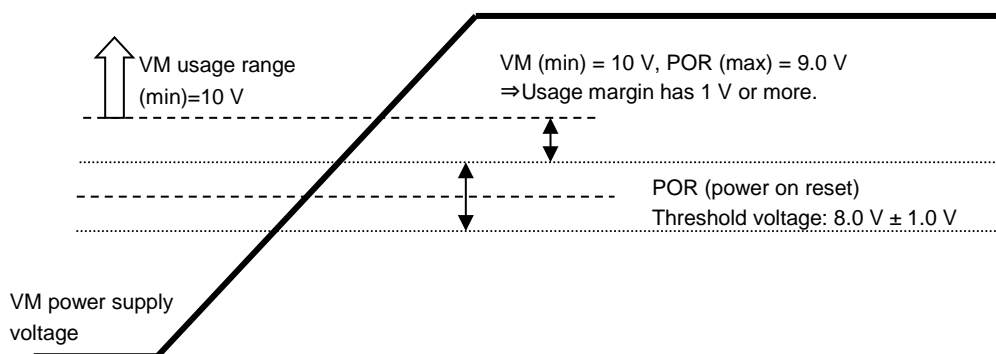 VM usage range
(min)=10 V
VM (min) = 10 V, POR (max) = 9.0 V
⇒Usage margin has 1 V or more.
POR (power on reset)
Threshold voltage: 8.0 V ± 1.0 V
VM power supply
voltage